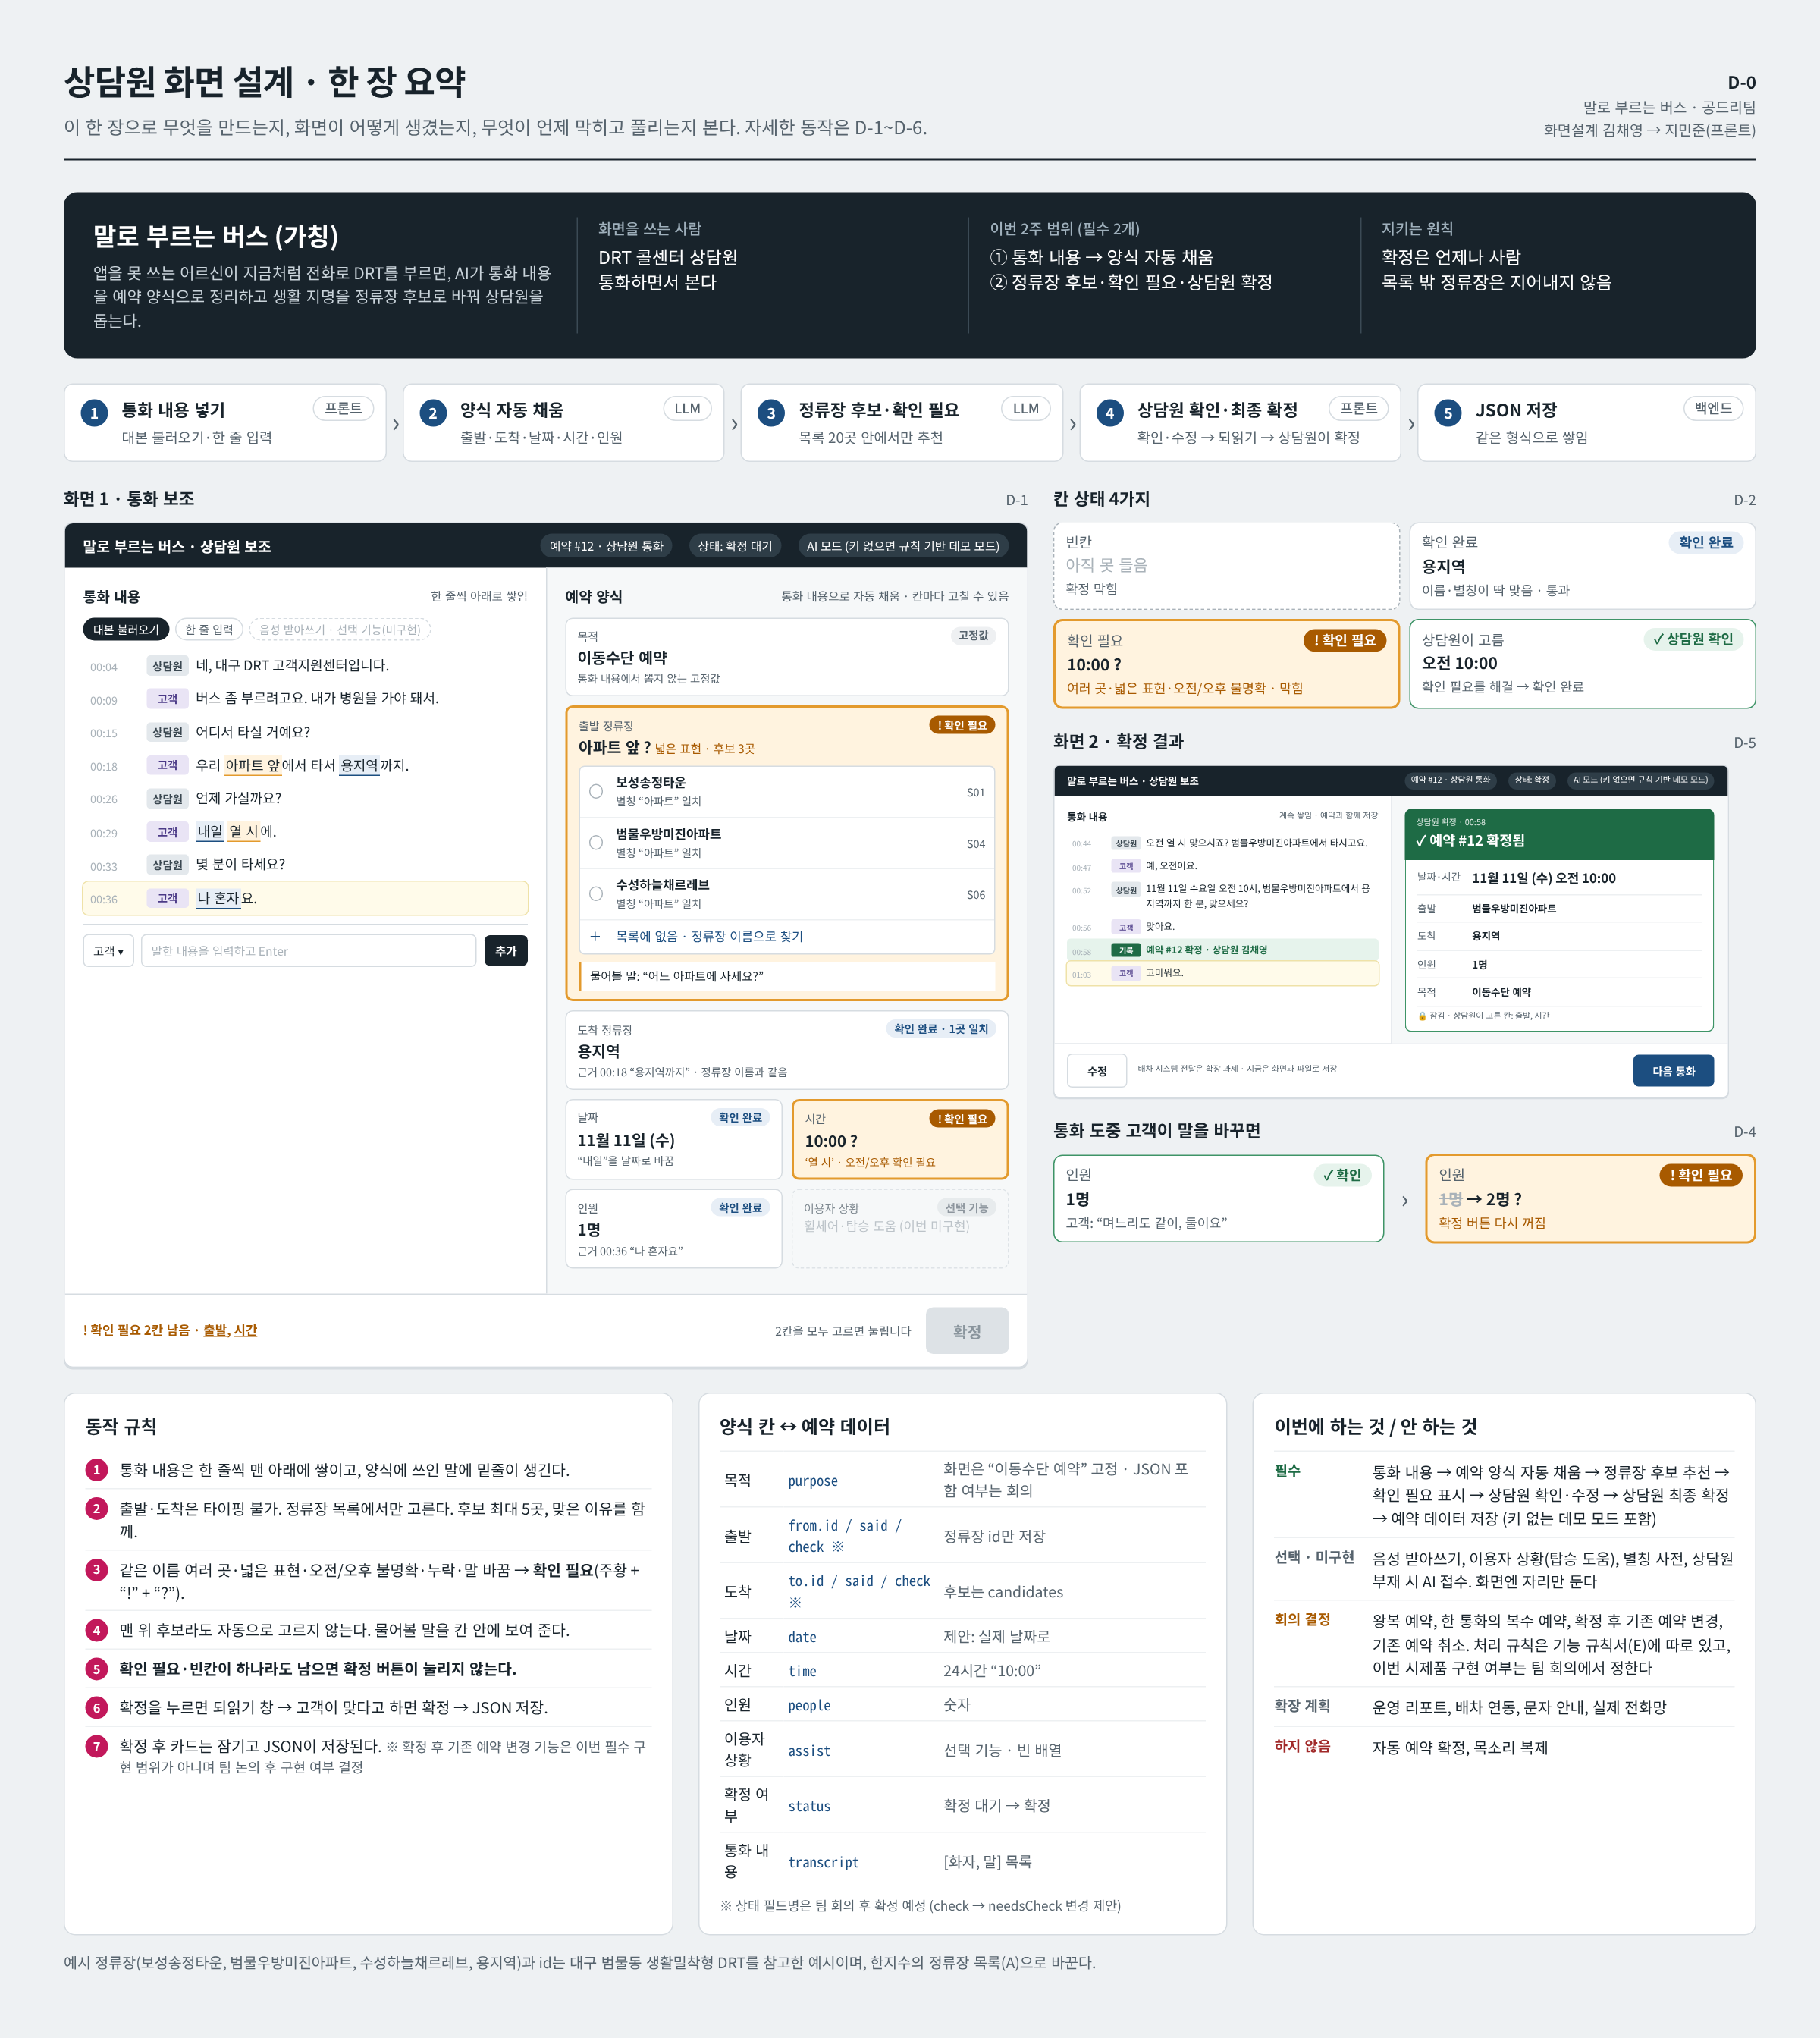 상담원 화면 설계 · 한 장 요약
이 한 장으로 무엇을 만드는지, 화면이 어떻게 생겼는지, 무엇이 언제 막히고 풀리는지 본다. 자세한 동작은 D-1~D-6.
D-0
말로 부르는 버스 · 공드리팀
화면설계 김채영 → 지민준(프론트)
말로 부르는 버스 (가칭)
앱을 못 쓰는 어르신이 지금처럼 전화로 DRT를 부르면, AI가 통화 내용
을 예약 양식으로 정리하고 생활 지명을 정류장 후보로 바꿔 상담원을
돕는다.
화면을 쓰는 사람
DRT 콜센터 상담원
통화하면서 본다
이번 2주 범위 (필수 2개)
① 통화 내용 → 양식 자동 채움
② 정류장 후보·확인 필요·상담원 확정
지키는 원칙
확정은 언제나 사람
목록 밖 정류장은 지어내지 않음
1 통화 내용 넣기 프론트
대본 불러오기·한 줄 입력
›
2 양식 자동 채움 LLM
출발·도착·날짜·시간·인원
›
3 정류장 후보·확인 필요 LLM
목록 20곳 안에서만 추천
›
4 상담원 확인·최종 확정 프론트
확인·수정 → 되읽기 → 상담원이 확정
›
5 JSON 저장 백엔드
같은 형식으로 쌓임
화면 1 · 통화 보조 D-1
말로 부르는 버스 · 상담원 보조 예약 #12 · 상담원 통화 상태: 확정 대기 AI 모드 (키 없으면 규칙 기반 데모 모드)
통화 내용 한 줄씩 아래로 쌓임
대본 불러오기 한 줄 입력 음성 받아쓰기 · 선택 기능(미구현)
00:04 상담원 네, 대구 DRT 고객지원센터입니다.
00:09 고객 버스 좀 부르려고요. 내가 병원을 가야 돼서.
00:15 상담원 어디서 타실 거예요?
00:18 고객 우리 아파트 앞에서 타서 용지역까지.
00:26 상담원 언제 가실까요?
00:29 고객 내일 열 시에.
00:33 상담원 몇 분이 타세요?
00:36 고객 나 혼자요.
고객 ▾ 말한 내용을 입력하고 Enter 추가
예약 양식 통화 내용으로 자동 채움 · 칸마다 고칠 수 있음
목적 고정값
이동수단 예약
통화 내용에서 뽑지 않는 고정값
출발 정류장 ! 확인 필요
아파트 앞 ? 넓은 표현 · 후보 3곳
보성송정타운
별칭 “아파트” 일치 S01
범물우방미진아파트
별칭 “아파트” 일치 S04
수성하늘채르레브
별칭 “아파트” 일치 S06
+ 목록에 없음 · 정류장 이름으로 찾기
물어볼 말: “어느 아파트에 사세요?”
도착 정류장 확인 완료 · 1곳 일치
용지역
근거 00:18 “용지역까지” · 정류장 이름과 같음
날짜 확인 완료
11월 11일 (수)
“내일”을 날짜로 바꿈
시간 ! 확인 필요
10:00 ?
‘열 시’ · 오전/오후 확인 필요
인원 확인 완료
1명
근거 00:36 “나 혼자요”
이용자 상황 선택 기능
휠체어·탑승 도움 (이번 미구현)
! 확인 필요 2칸 남음 · 출발, 시간 2칸을 모두 고르면 눌립니다 확정
칸 상태 4가지 D-2
빈칸
아직 못 들음
확정 막힘
확인 완료 확인 완료
용지역
이름·별칭이 딱 맞음 · 통과
확인 필요 ! 확인 필요
10:00 ?
여러 곳·넓은 표현·오전/오후 불명확 · 막힘
상담원이 고름 ✓ 상담원 확인
오전 10:00
확인 필요를 해결 → 확인 완료
화면 2 · 확정 결과 D-5
말로 부르는 버스 · 상담원 보조 예약 #12 · 상담원 통화 상태: 확정 AI 모드 (키 없으면 규칙 기반 데모 모드)
통화 내용 계속 쌓임 · 예약과 함께 저장
00:44 상담원 오전 열 시 맞으시죠? 범물우방미진아파트에서 타시고요.
00:47 고객 예, 오전이요.
00:52 상담원 11월 11일 수요일 오전 10시, 범물우방미진아파트에서 용
지역까지 한 분, 맞으세요?
00:56 고객 맞아요.
00:58 기록 예약 #12 확정 · 상담원 김채영
01:03 고객 고마워요.
상담원 확정 · 00:58
✓ 예약 #12 확정됨
날짜·시간 11월 11일 (수) 오전 10:00
출발 범물우방미진아파트
도착 용지역
인원 1명
목적 이동수단 예약
🔒 잠김 · 상담원이 고른 칸: 출발, 시간
수정 배차 시스템 전달은 확장 과제 · 지금은 화면과 파일로 저장 다음 통화
통화 도중 고객이 말을 바꾸면 D-4
인원 ✓ 확인
1명
고객: “며느리도 같이, 둘이요”
›
인원 ! 확인 필요
1명 → 2명 ?
확정 버튼 다시 꺼짐
동작 규칙
1 통화 내용은 한 줄씩 맨 아래에 쌓이고, 양식에 쓰인 말에 밑줄이 생긴다.
2 출발·도착은 타이핑 불가. 정류장 목록에서만 고른다. 후보 최대 5곳, 맞은 이유를 함
께.
3 같은 이름 여러 곳·넓은 표현·오전/오후 불명확·누락·말 바꿈 → 확인 필요(주황 +
“!” + “?”).
4 맨 위 후보라도 자동으로 고르지 않는다. 물어볼 말을 칸 안에 보여 준다.
5 확인 필요·빈칸이 하나라도 남으면 확정 버튼이 눌리지 않는다.
6 확정을 누르면 되읽기 창 → 고객이 맞다고 하면 확정 → JSON 저장.
7 확정 후 카드는 잠기고 JSON이 저장된다. ※ 확정 후 기존 예약 변경 기능은 이번 필수 구
현 범위가 아니며 팀 논의 후 구현 여부 결정
양식 칸 ↔ 예약 데이터
목적 purpose 화면은 “이동수단 예약” 고정 · JSON 포
함 여부는 회의
출발 from.id / said /
check ※ 정류장 id만 저장
도착 to.id / said / check
※ 후보는 candidates
날짜 date 제안: 실제 날짜로
시간 time 24시간 “10:00”
인원 people 숫자
이용자
상황 assist 선택 기능 · 빈 배열
확정 여
부 status 확정 대기 → 확정
통화 내
용 transcript [화자, 말] 목록
※ 상태 필드명은 팀 회의 후 확정 예정 (check → needsCheck 변경 제안)
이번에 하는 것 / 안 하는 것
필수 통화 내용 → 예약 양식 자동 채움 → 정류장 후보 추천 →
확인 필요 표시 → 상담원 확인·수정 → 상담원 최종 확정
→ 예약 데이터 저장 (키 없는 데모 모드 포함)
선택 · 미구현 음성 받아쓰기, 이용자 상황(탑승 도움), 별칭 사전, 상담원
부재 시 AI 접수. 화면엔 자리만 둔다
회의 결정 왕복 예약, 한 통화의 복수 예약, 확정 후 기존 예약 변경,
기존 예약 취소. 처리 규칙은 기능 규칙서(E)에 따로 있고,
이번 시제품 구현 여부는 팀 회의에서 정한다
확장 계획 운영 리포트, 배차 연동, 문자 안내, 실제 전화망
하지 않음 자동 예약 확정, 목소리 복제
예시 정류장(보성송정타운, 범물우방미진아파트, 수성하늘채르레브, 용지역)과 id는 대구 범물동 생활밀착형 DRT를 참고한 예시이며, 한지수의 정류장 목록(A)으로 바꾼다.